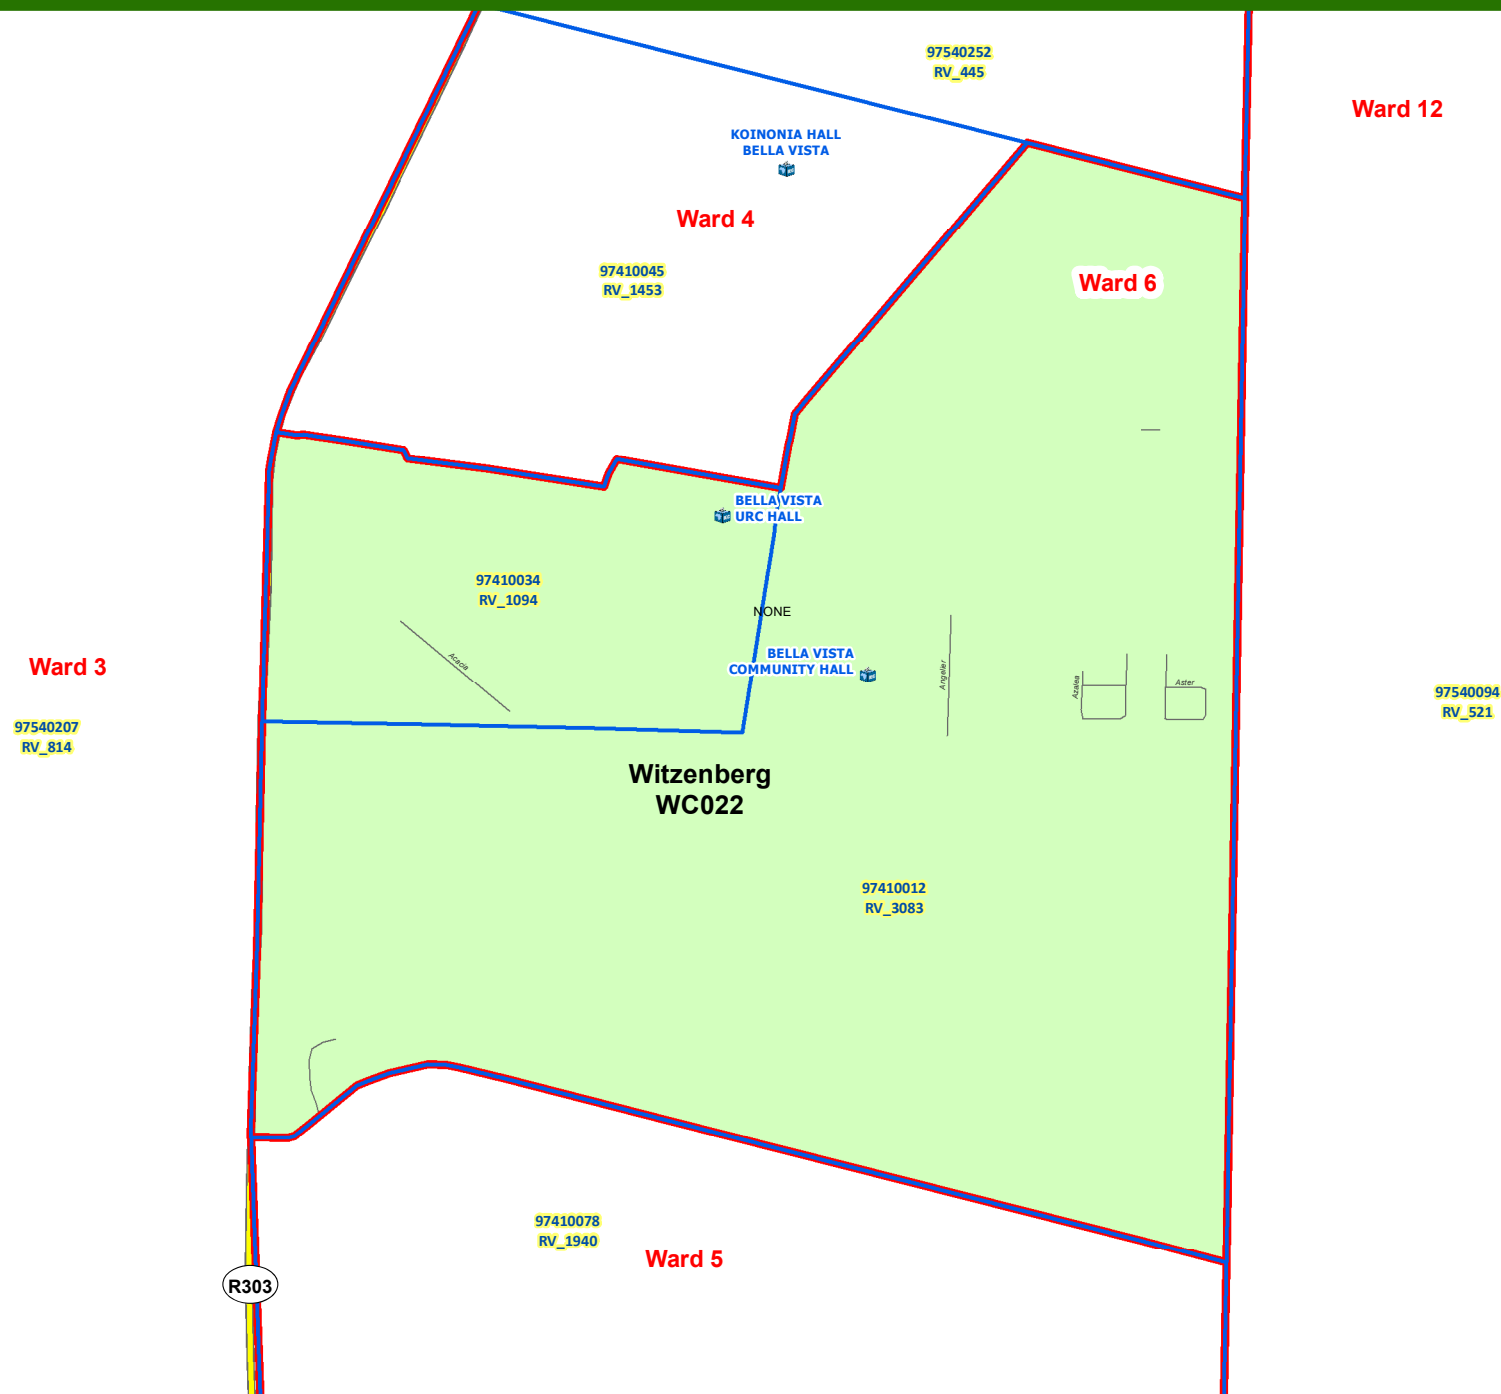 97540252
RV_445
Ward 12
KOINONIA HALL
BELLA VISTA
Ward 4
97410045
RV_1453
Ward 6
BELLA VISTA
URC HALL
97410034
RV_1094
NONE
BELLA VISTA
COMMUNITY HALL
Acacia
Angelier
Azalea
Aster
Ward 3
97540207
RV_814
97540094
RV_521
Witzenberg
WC022
97410012
RV_3083
97410078
RV_1940
Ward 5
R303